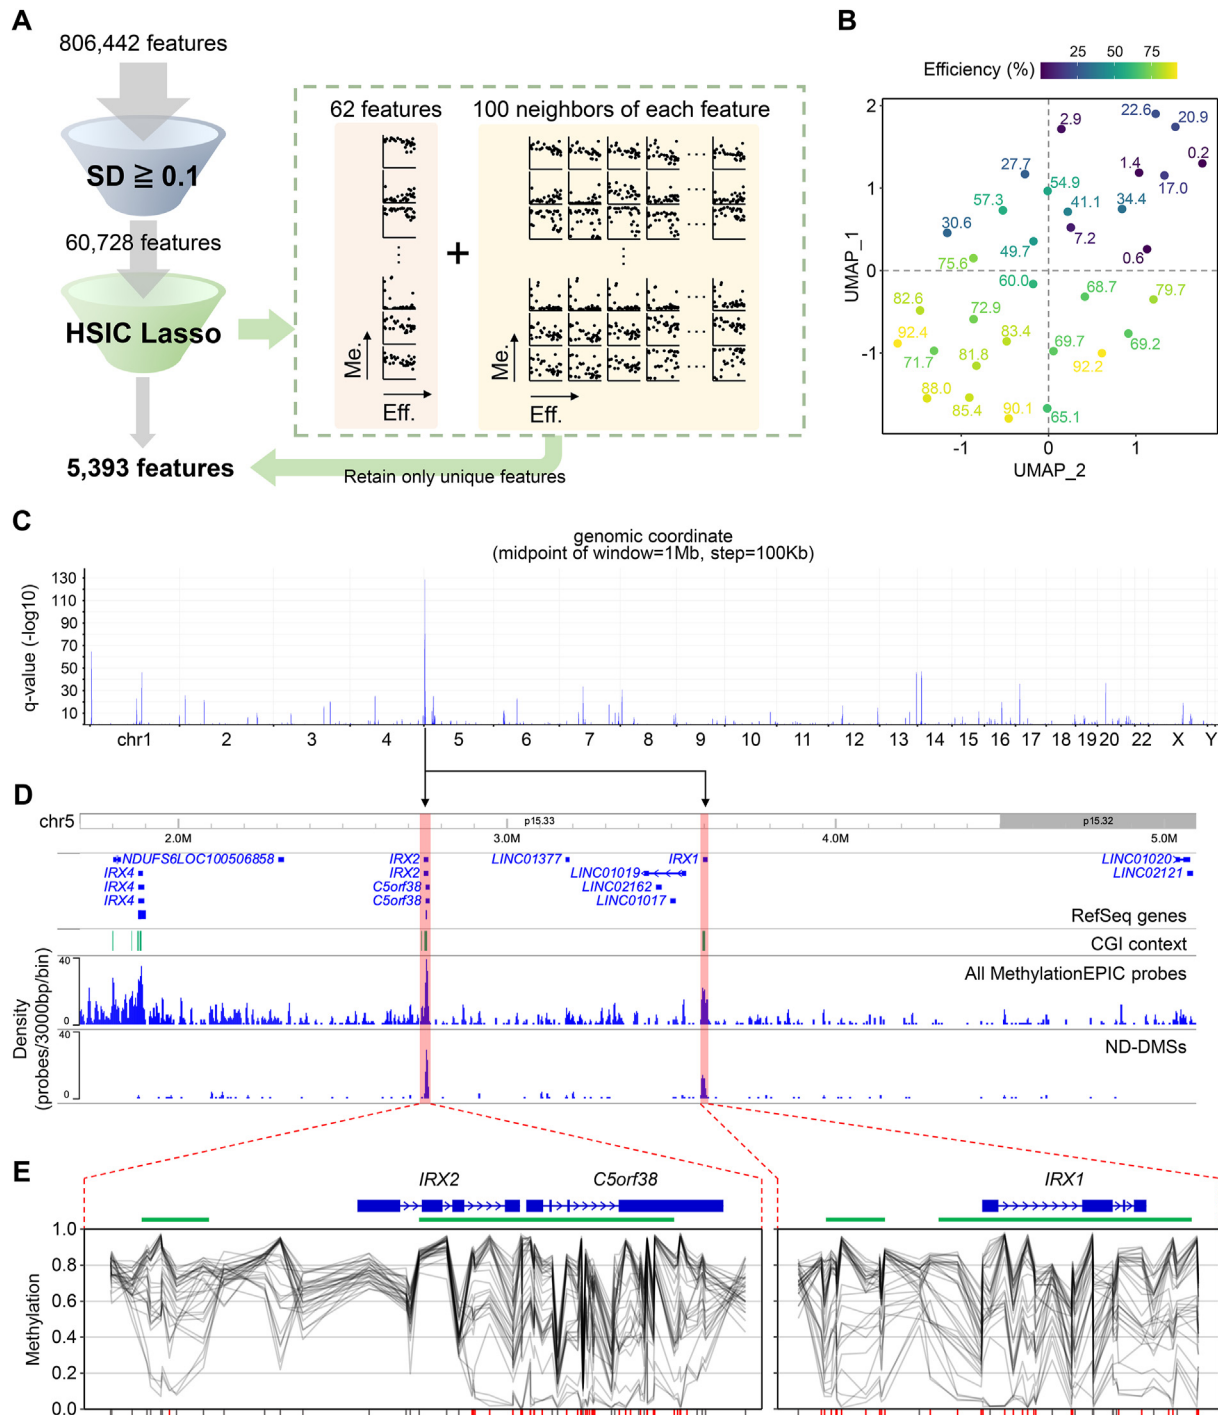 A
806,442 features
SD ≧ 0.1
60,728 features
HSIC Lasso
5,393 features
62 features
100 neighbors of each feature
+
Me.
Eff.
Me.
Eff.
Retain only unique features
B
Efficiency (%)
25 50 75
UMAP_1
2
1
0
-1
2.9
22.6
20.9
27.7
1.4
0.2
54.9
17.0
57.3
41.1
34.4
30.6
7.2
49.7
0.6
75.6
60.0
68.7
79.7
82.6
72.9
92.4
83.4
69.7
69.2
71.7
81.8
92.2
88.0
85.4
90.1
65.1
-1 0 1
UMAP_2
C
genomic coordinate
(midpoint of window=1Mb, step=100Kb)
q-value (-log10)
130
110
90
70
50
30
10
chr1 2 3 4 5 6 7 8 9 10 11 12 13 14 15 16 17 18 19 20 22 X Y
D
chr5
p15.33
p15.32
2.0M 3.0M 4.0M 5.0M
NDUFS6 LOC100506858 IRX2 LINC01377 IRX1 LINC01020
IRX4 IRX2 LINC01019 LINC02121
IRX4 C5orf38 LINC02162
IRX4 C5orf38 LINC01017
RefSeq genes
CGI context
All MethylationEPIC probes
ND-DMSs
Density
(probes/3000bp/bin)
40
0
40
0
E
IRX2 C5orf38 IRX1
Methylation
1.0
0.8
0.6
0.4
0.2
0.0